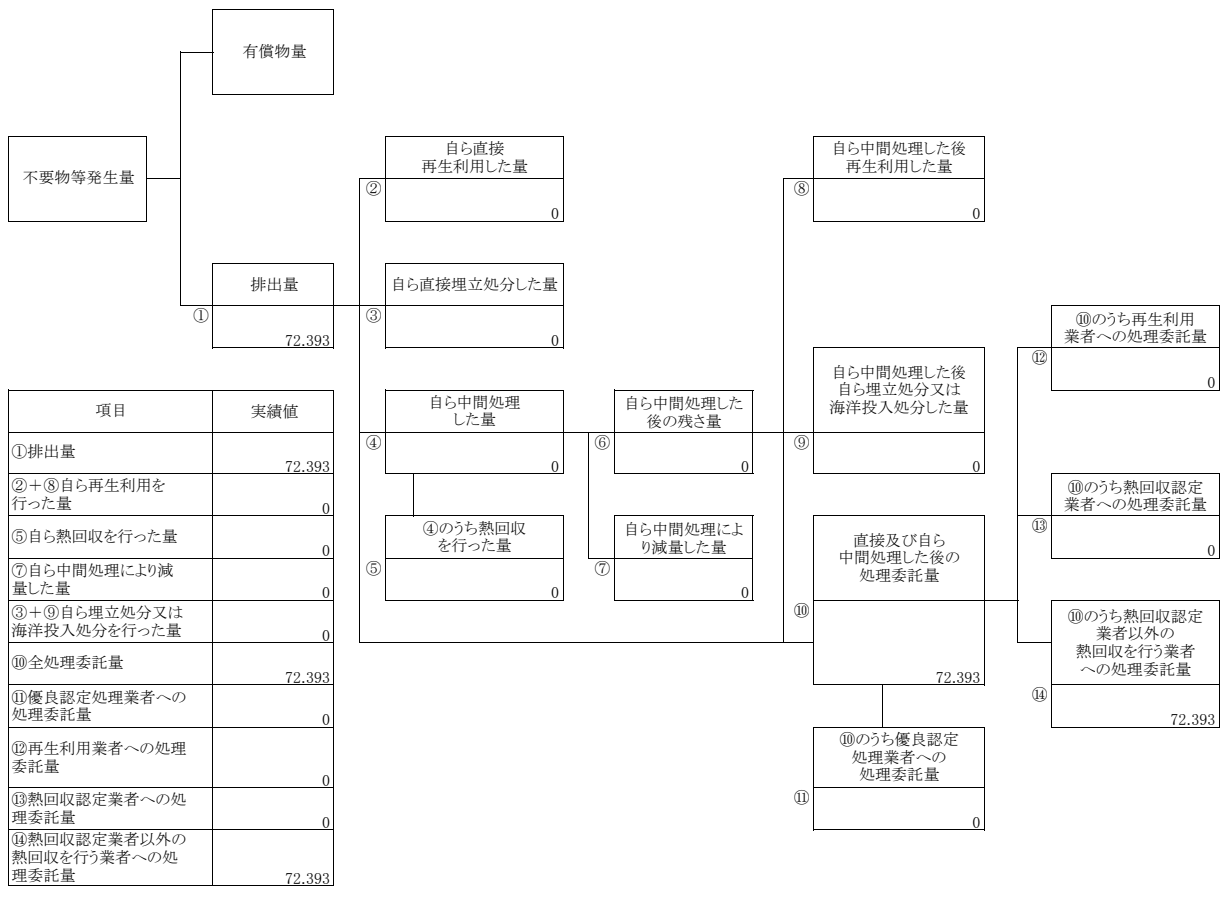 有償物量
不要物等発生量
排出量
①
72.393
自ら直接
再生利用した量
②
0
自ら直接埋立処分した量
③
0
自ら中間処理
した量
④
0
④のうち熱回収
を行った量
⑤
0
自ら中間処理した
後の残さ量
⑥
0
自ら中間処理によ
り減量した量
⑦
0
自ら中間処理した後
再生利用した量
⑧
0
自ら中間処理した後
自ら埋立処分又は
海洋投入処分した量
⑨
0
直接及び自ら
中間処理した後の
処理委託量
⑩
72.393
⑩のうち優良認定
処理業者への
処理委託量
⑪
0
⑩のうち再生利用
業者への処理委託量
⑫
0
⑩のうち熱回収認定
業者への処理委託量
⑬
0
⑩のうち熱回収認定
業者以外の
熱回収を行う業者
への処理委託量
⑭
72.393
項目 実績値
①排出量
72.393
②＋⑧自ら再生利用を
行った量
0
⑤自ら熱回収を行った量
0
⑦自ら中間処理により減
量した量
0
③＋⑨自ら埋立処分又は
海洋投入処分を行った量
0
⑩全処理委託量
72.393
⑪優良認定処理業者への
処理委託量
0
⑫再生利用業者への処理
委託量
0
⑬熱回収認定業者への処
理委託量
0
⑭熱回収認定業者以外の
熱回収を行う業者への処
理委託量
72.393